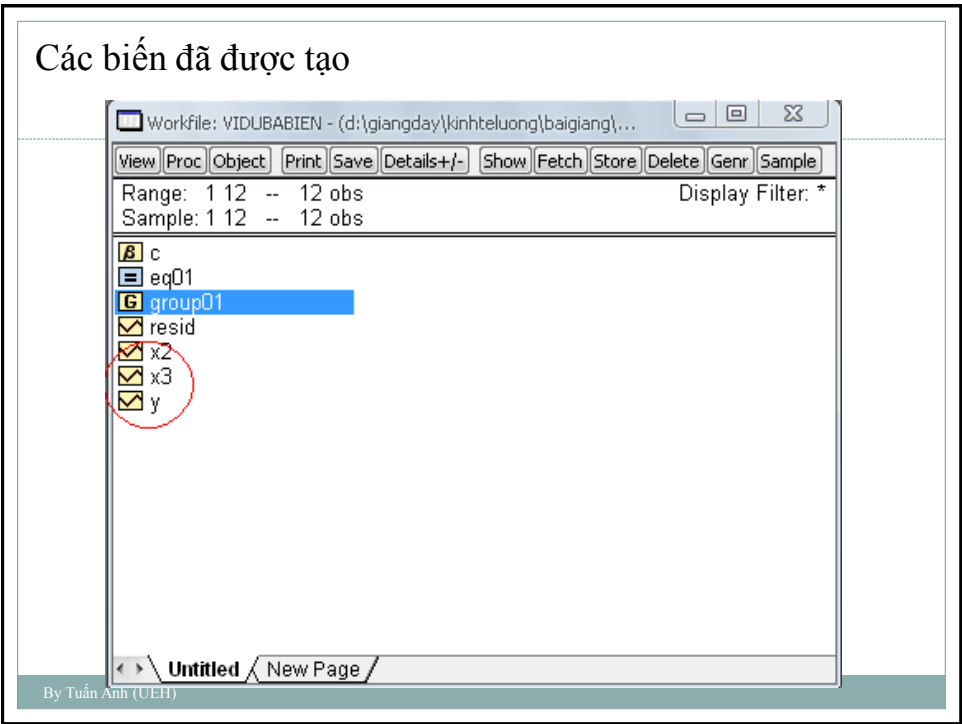 Các biến đã được tạo
Workfile: VIDUBABIEN - (d:\giangday\kinhteluong\baigiang\...
View Proc Object Print Save Details+/- Show Fetch Store Delete Genr Sample
Range: 1 12 -- 12 obs Display Filter: *
Sample: 1 12 -- 12 obs
β c
= eq01
G group01
resid
x2
x3
y
Untitled New Page
By Tuấn Anh (UEH)